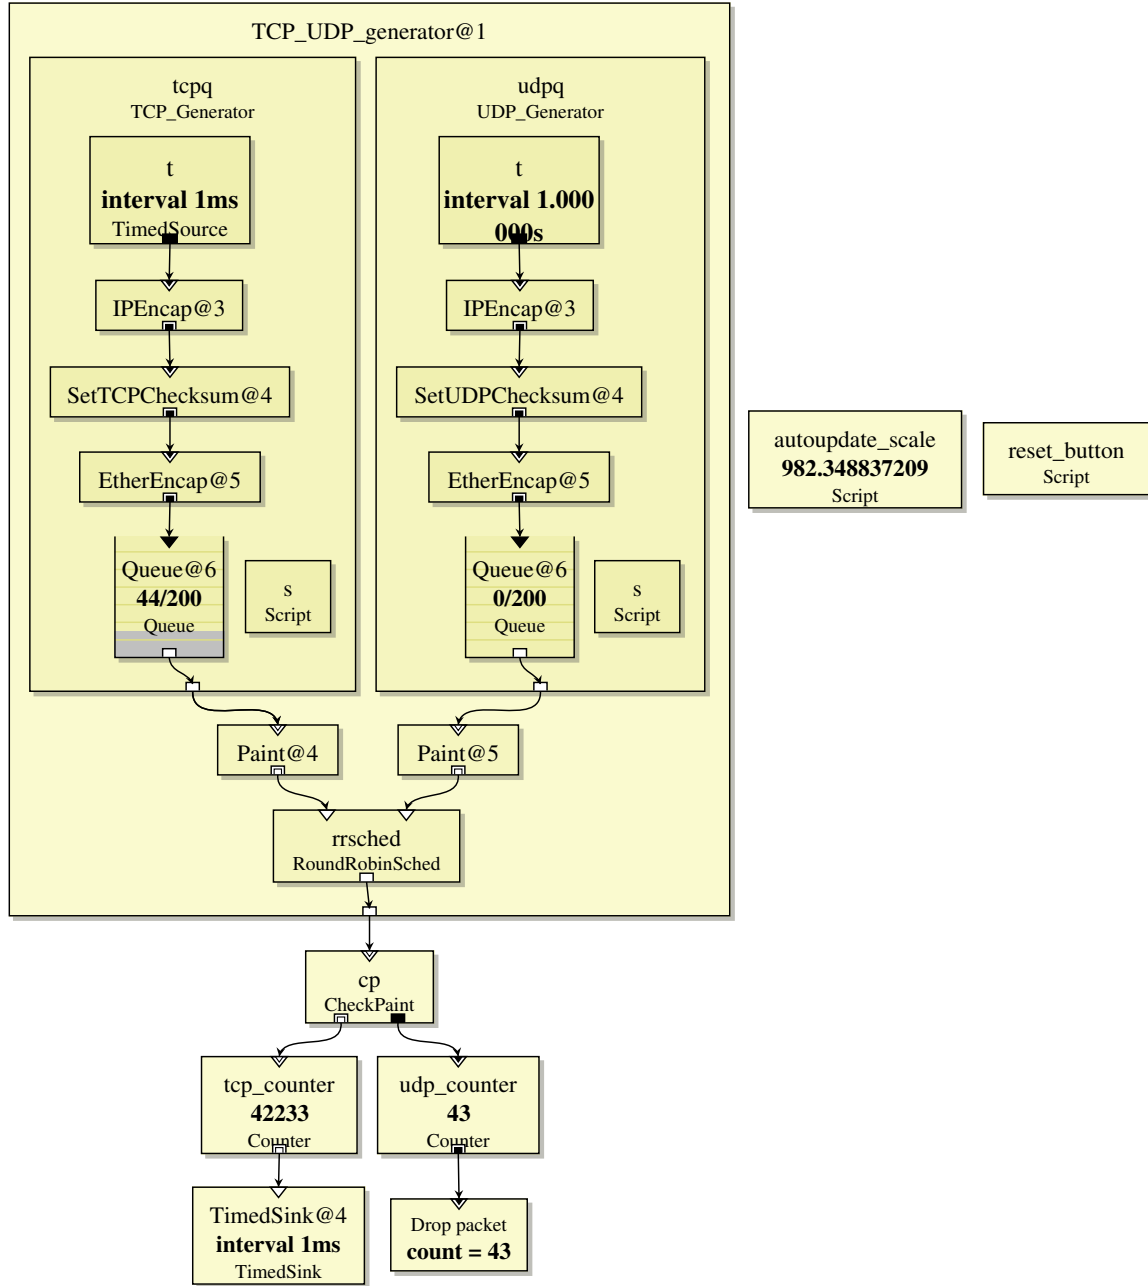 TCP_UDP_generator@1
tcpq
TCP_Generator
t
interval 1ms
TimedSource
IPEncap@3
SetTCPChecksum@4
EtherEncap@5
Queue@6
44/200
Queue
s
Script
udpq
UDP_Generator
t
interval 1.000
000s
IPEncap@3
SetUDPChecksum@4
EtherEncap@5
Queue@6
0/200
Queue
s
Script
autoupdate_scale
982.348837209
Script
reset_button
Script
Paint@4
Paint@5
rrsched
RoundRobinSched
cp
CheckPaint
tcp_counter
42233
Counter
udp_counter
43
Counter
TimedSink@4
interval 1ms
TimedSink
Drop packet
count = 43